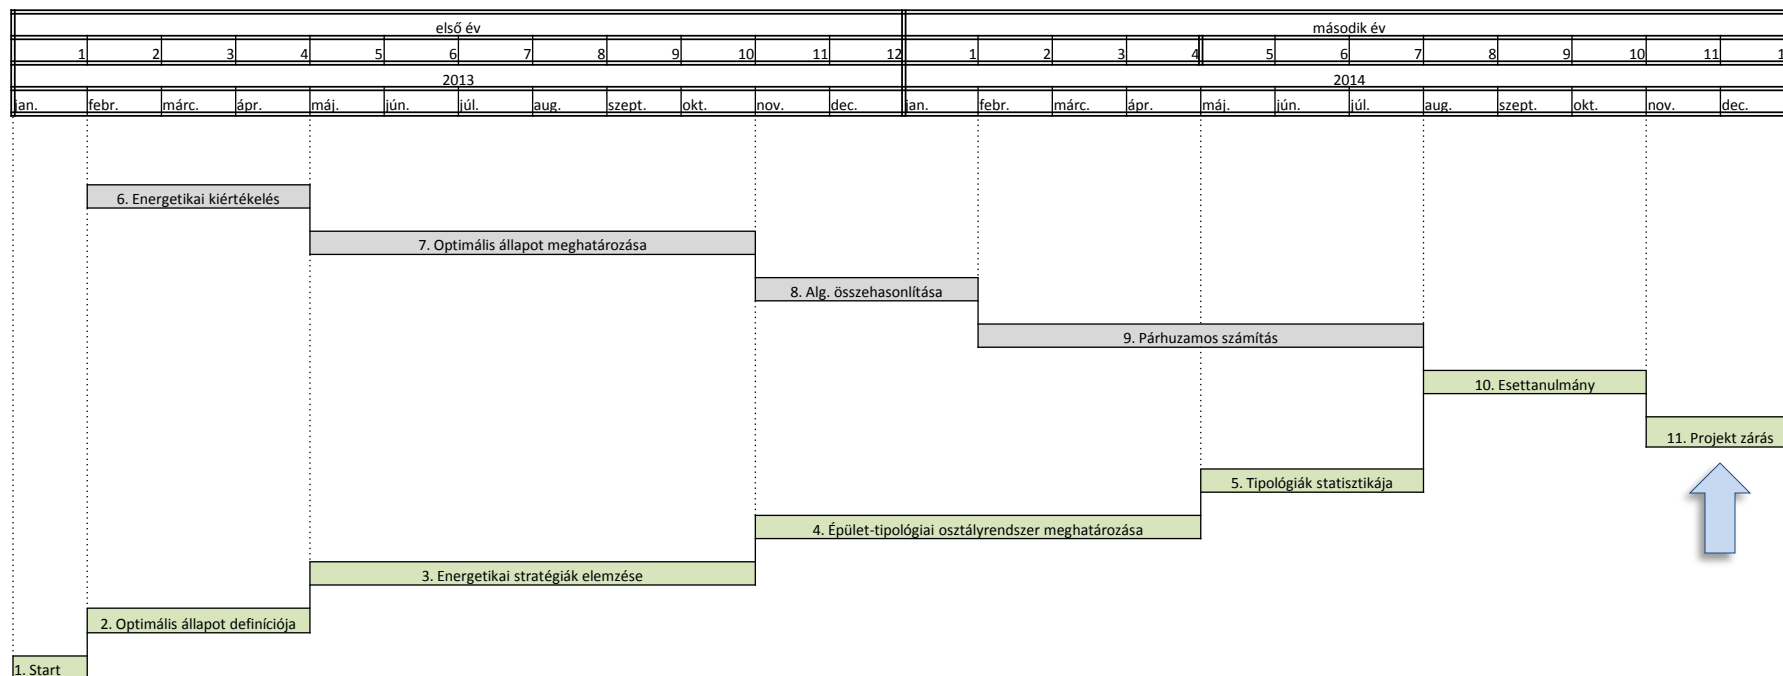 első év második év
1 2 3 4 5 6 7 8 9 10 11 12 1 2 3 4 5 6 7 8 9 10 11 1
2013 2014
jan. febr. márc. ápr. máj. jún. júl. aug. szept. okt. nov. dec. jan. febr. márc. ápr. máj. jún. júl. aug. szept. okt. nov. dec.
6. Energetikai kiértékelés
7. Optimális állapot meghatározása
8. Alg. összehasonlítása
9. Párhuzamos számítás
10. Esettanulmány
11. Projekt zárás
5. Tipológiák statisztikája
4. Épület-tipológiai osztályrendszer meghatározása
3. Energetikai stratégiák elemzése
2. Optimális állapot definíciója
1. Start